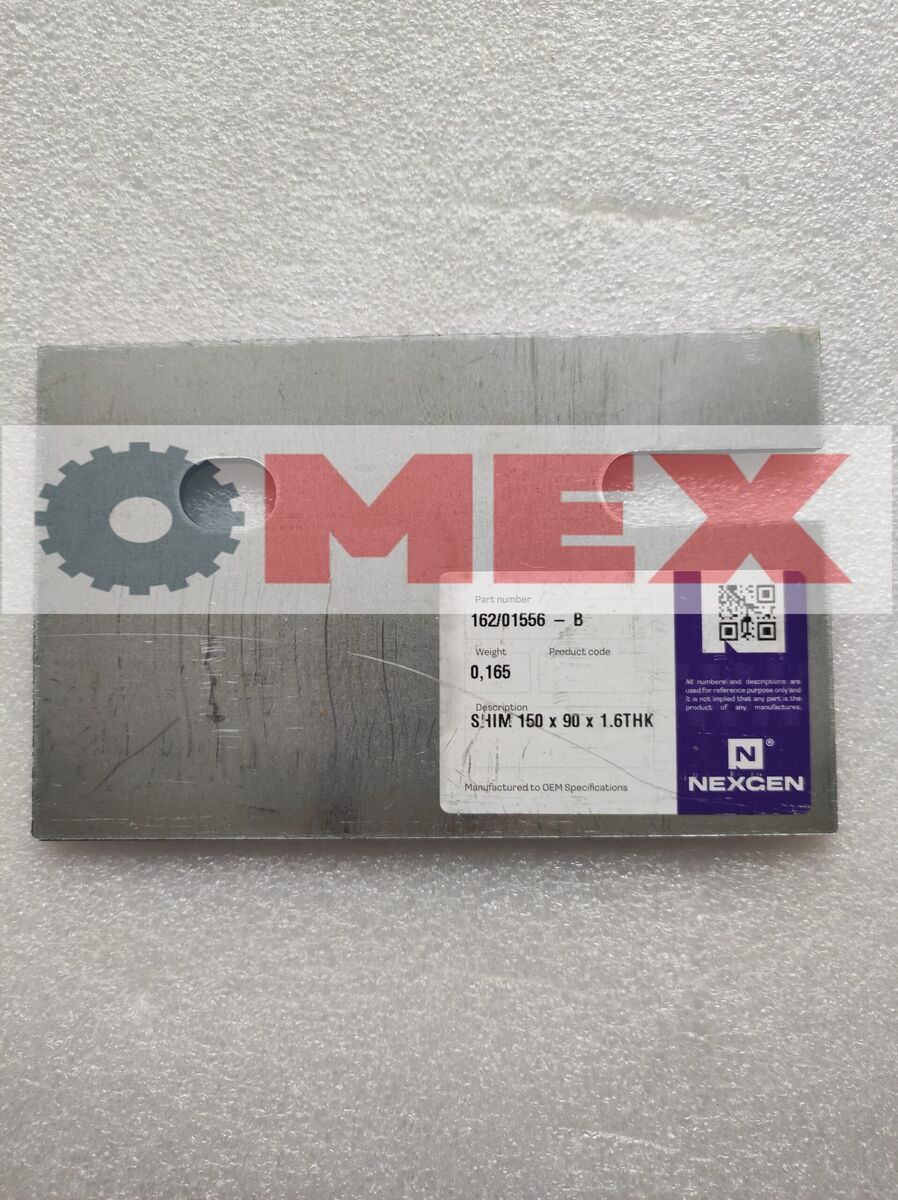 OMEX
Part number
162/01556 – B
Weight Product code
0,165
Description
SHIM 150 x 90 x 1.6THK
Manufactured to OEM Specifications
N
All numbers and descriptions are
used for reference purpose only and
it is not implied that any part is the
product of any manufactures.
N®
NEXGEN